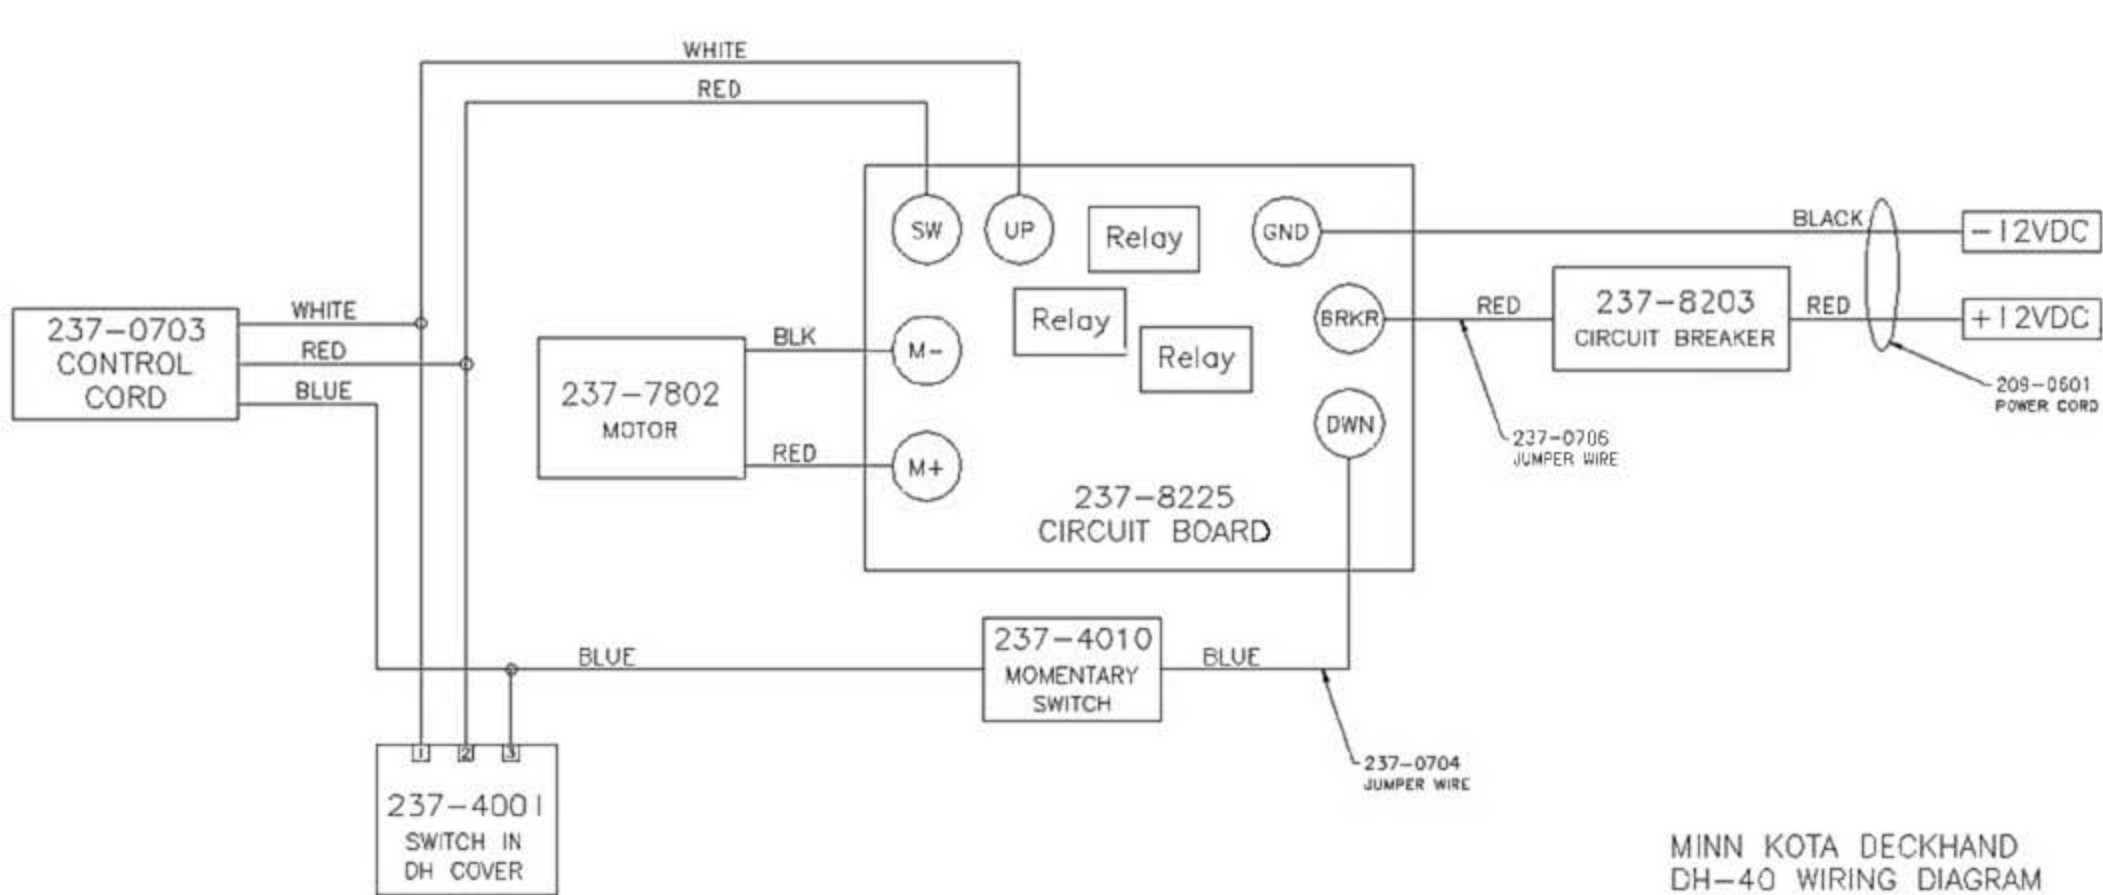 WHITE
RED
SW
UP
Relay
GND
BLACK
-12VDC
237-0703
CONTROL
CORD
WHITE
RED
BLUE
237-7802
MOTOR
BLK
RED
M-
M+
Relay
Relay
BRKR
DWN
RED
237-8203
CIRCUIT BREAKER
RED
+12VDC
209-0601
POWER CORD
237-0706
JUMPER WIRE
237-8225
CIRCUIT BOARD
BLUE
237-4010
MOMENTARY
SWITCH
BLUE
237-0704
JUMPER WIRE
1 2 3
237-4001
SWITCH IN
DH COVER
MINN KOTA DECKHAND
DH-40 WIRING DIAGRAM